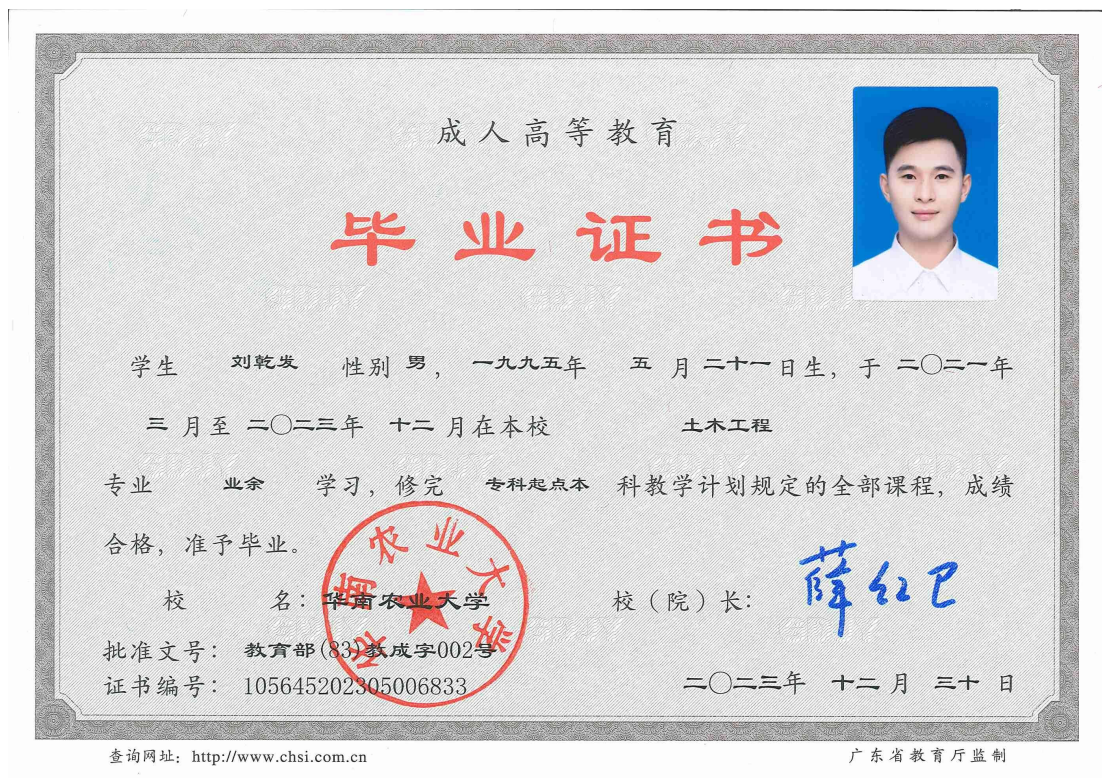 成人高等教育
毕业证书
学生 刘乾发 性别 男，一九九五年 五 月 二十一日生，于 二〇二一年
三 月至 二〇二三年 十二 月在本校 土木工程
专业 业余 学习，修完 专科起点本 科教学计划规定的全部课程，成绩
合格，准予毕业。
华南农业大学
校 名：华南农业大学 校（院）长：薛红卫
批准文号：教育部(83)教成字002号
证书编号：105645202305006833 二〇二三年 十二 月 三十 日
查询网址：http://www.chsi.com.cn 广东省教育厅监制